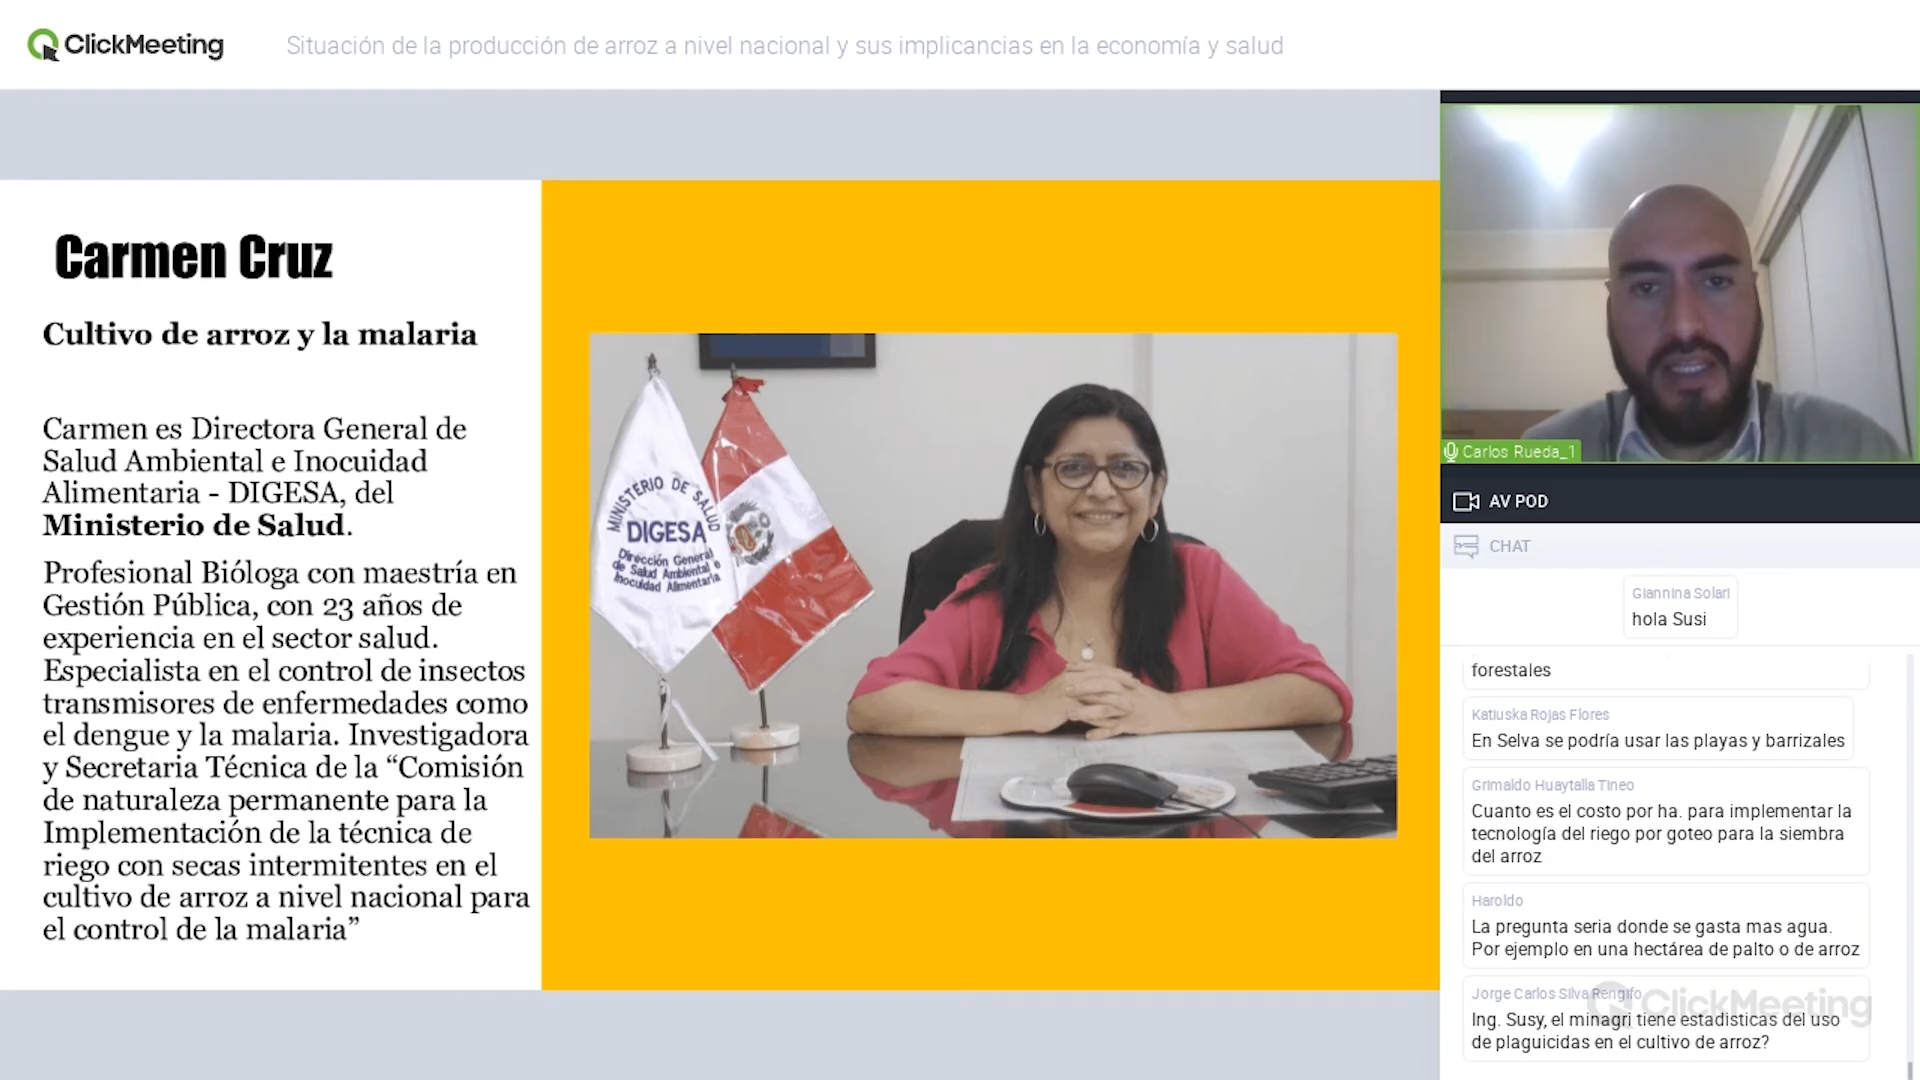 ClickMeeting
Situación de la producción de arroz a nivel nacional y sus implicancias en la economía y salud
Carmen Cruz
Cultivo de arroz y la malaria
Carmen es Directora General de
Salud Ambiental e Inocuidad
Alimentaria - DIGESA, del
Ministerio de Salud.
Profesional Bióloga con maestría en
Gestión Pública, con 23 años de
experiencia en el sector salud.
Especialista en el control de insectos
transmisores de enfermedades como
el dengue y la malaria. Investigadora
y Secretaria Técnica de la “Comisión
de naturaleza permanente para la
Implementación de la técnica de
riego con secas intermitentes en el
cultivo de arroz a nivel nacional para
el control de la malaria”
MINISTERIO DE SALUD
DIGESA
Dirección General
de Salud Ambiental e
Inocuidad Alimentaria
Carlos Rueda_1
AV POD
CHAT
Giannina Solari
hola Susi
forestales
Katiuska Rojas Flores
En Selva se podría usar las playas y barrizales
Grimaldo Huaytalla Tineo
Cuanto es el costo por ha. para implementar la
tecnología del riego por goteo para la siembra
del arroz
Haroldo
La pregunta seria donde se gasta mas agua.
Por ejemplo en una hectárea de palto o de arroz
Jorge Carlos Silva Rengifo
Ing. Susy, el minagri tiene estadisticas del uso
de plaguicidas en el cultivo de arroz?
ClickMeeting